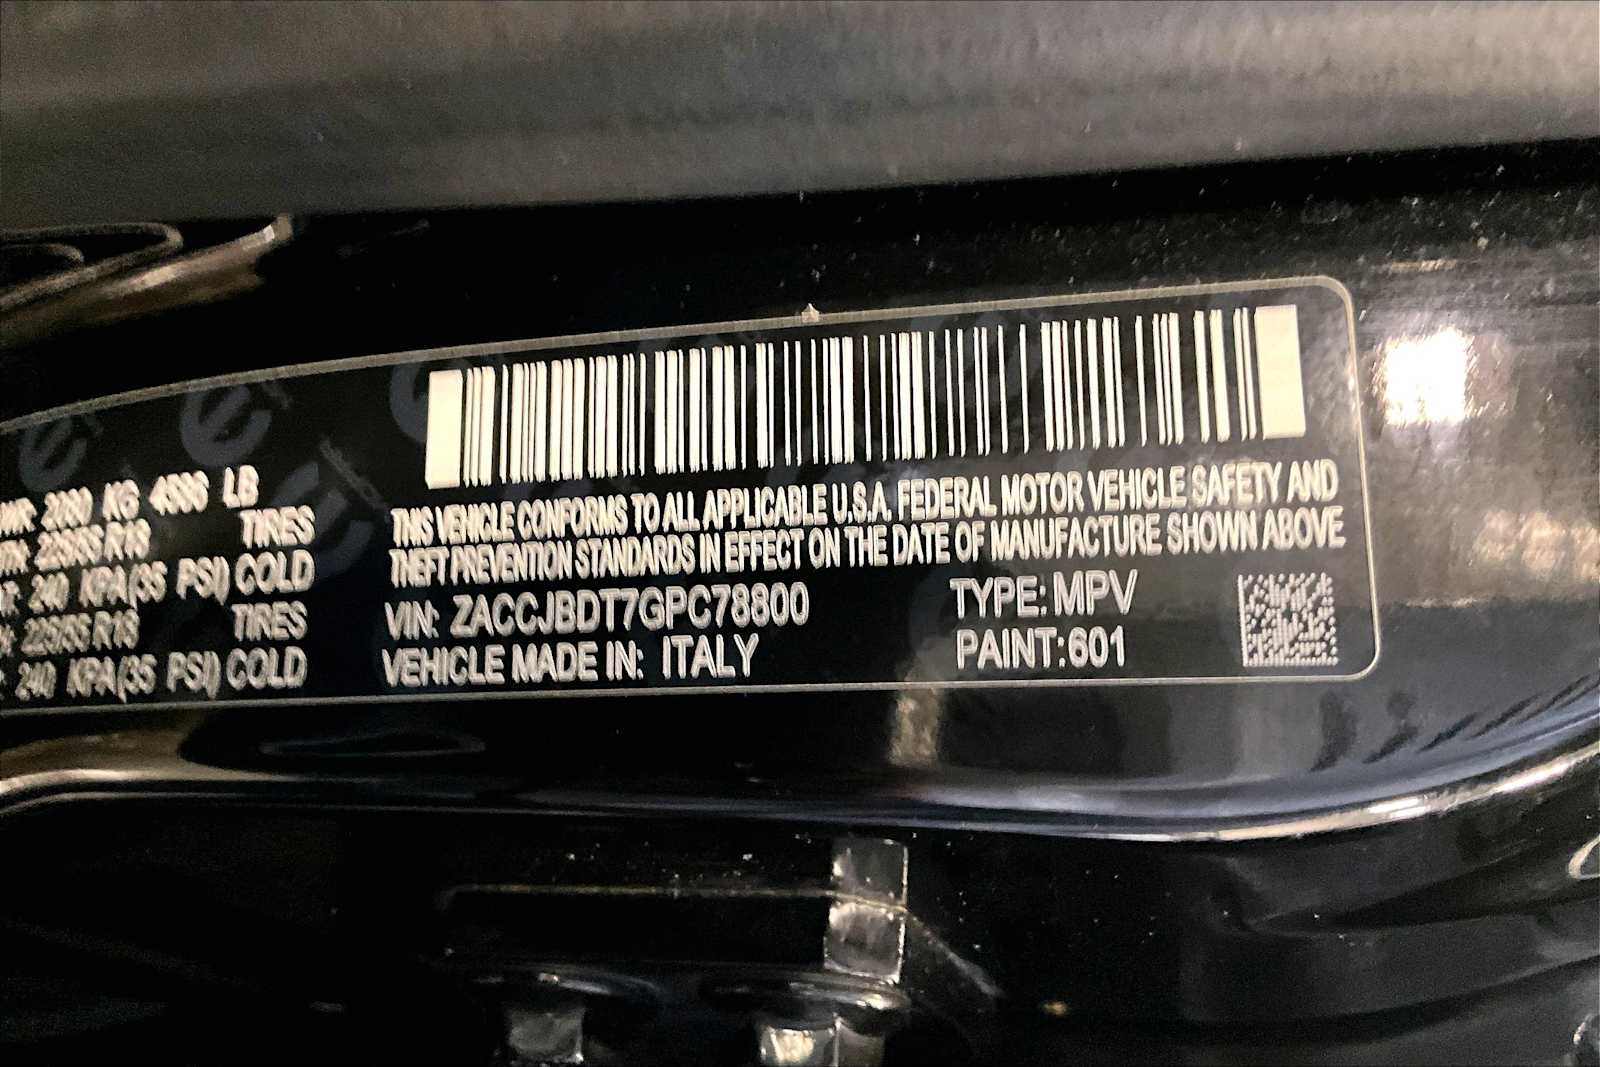 2080 KG 4586 LB
225/55 R18 TIRES
240 KPA(35 PSI) COLD
225/55 R18 TIRES
240 KPA(35 PSI) COLD
THIS VEHICLE CONFORMS TO ALL APPLICABLE U.S.A. FEDERAL MOTOR VEHICLE SAFETY AND
THEFT PREVENTION STANDARDS IN EFFECT ON THE DATE OF MANUFACTURE SHOWN ABOVE
VIN: ZACCJBDT7GPC78800 TYPE: MPV
VEHICLE MADE IN: ITALY PAINT:601